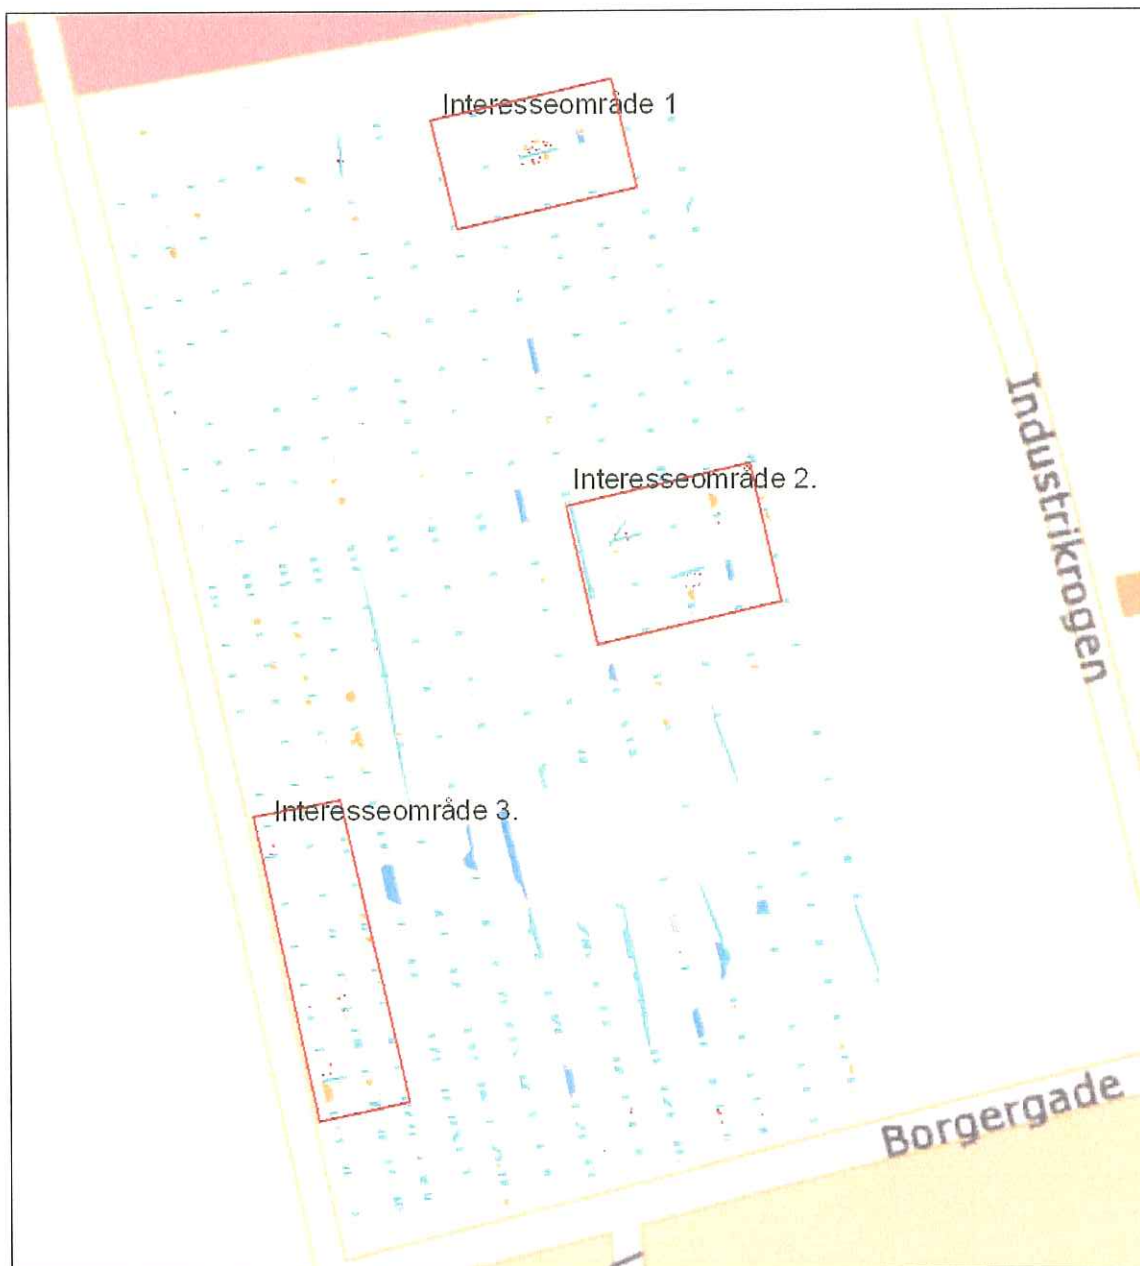 Interesseområde 1
Industrikrogen
Interesseområde 2.
Interesseområde 3.
Borgergade